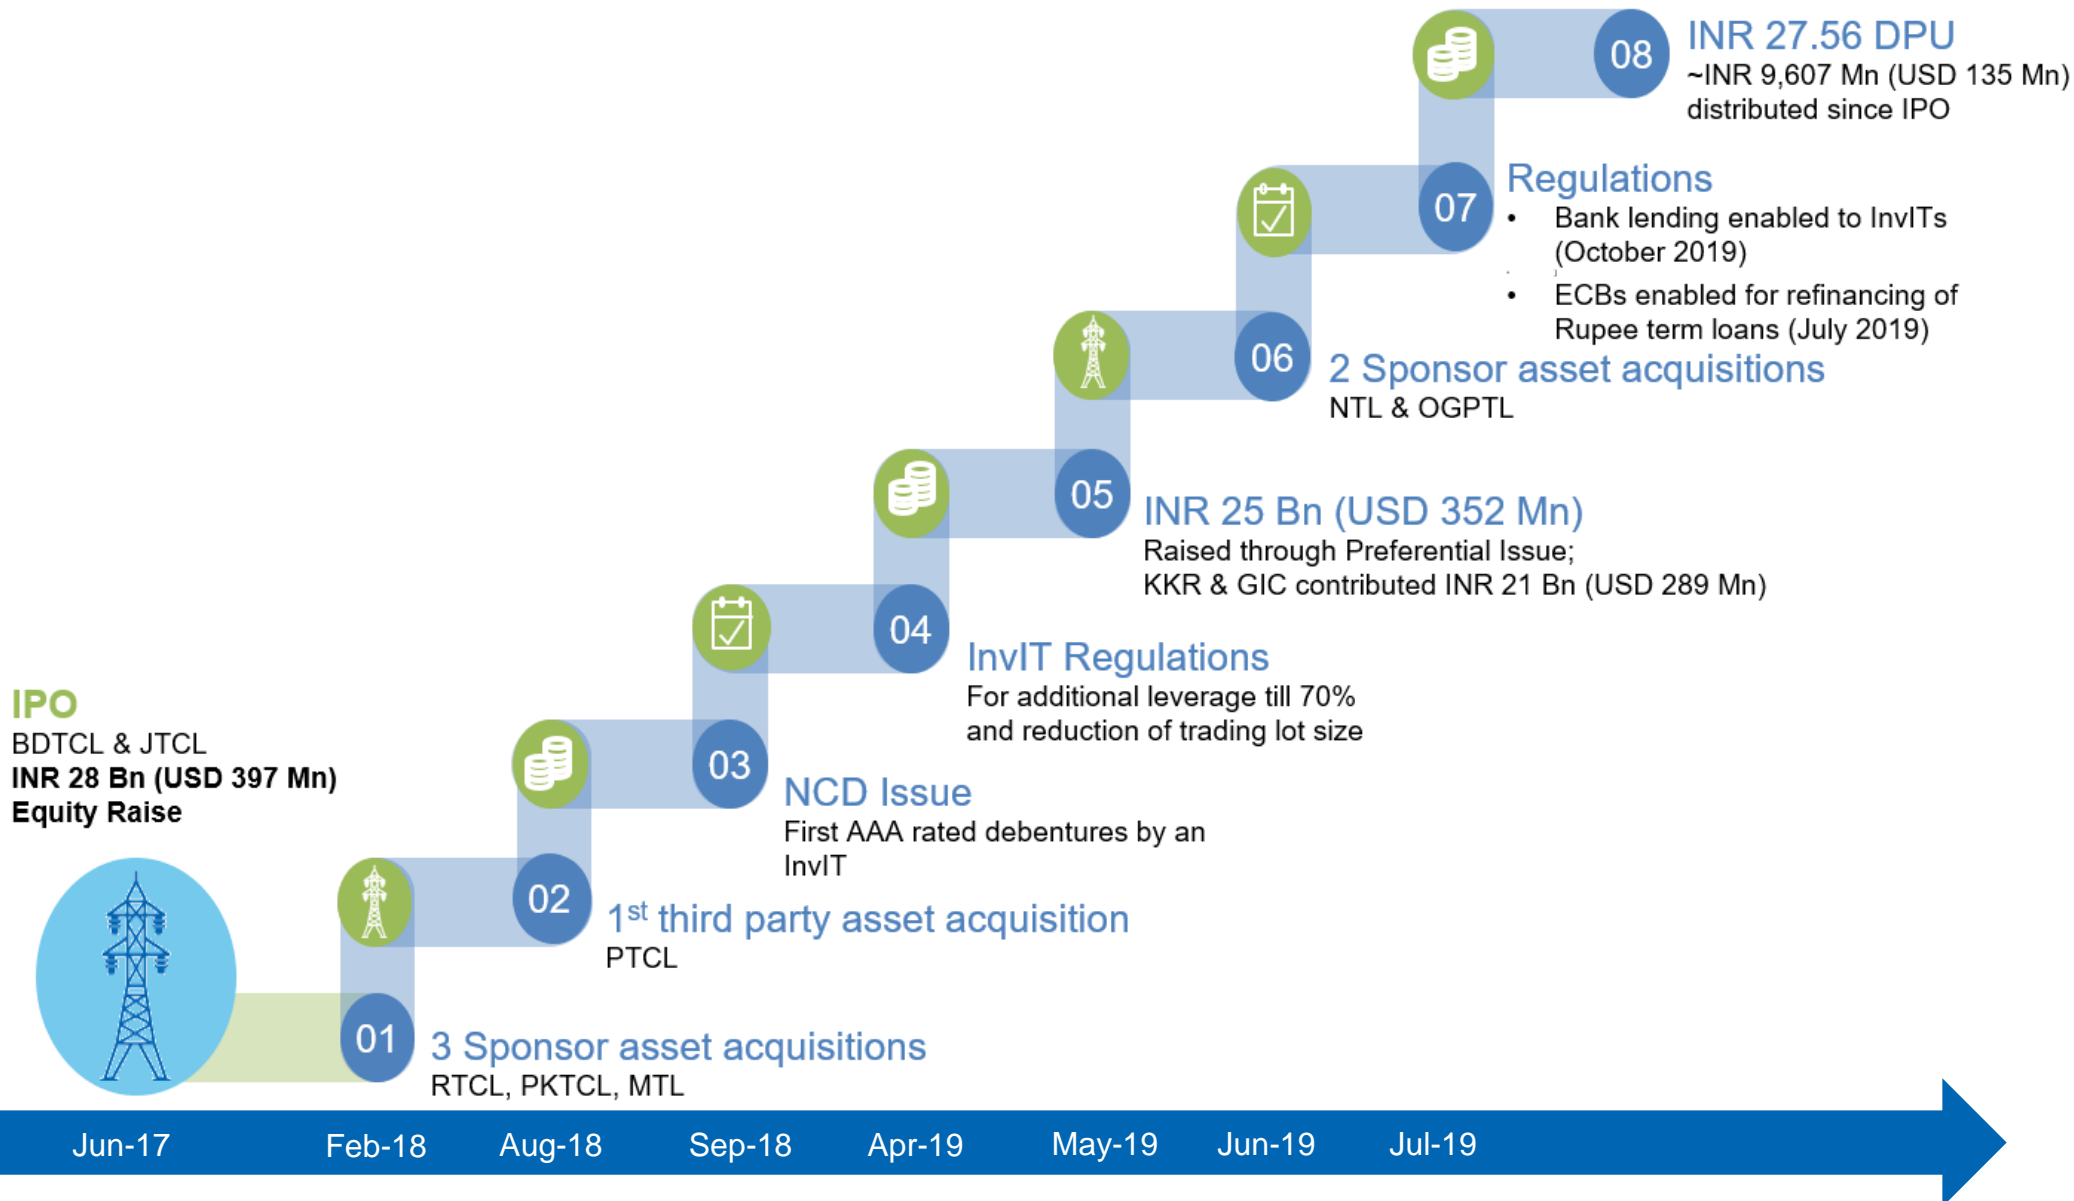 08
INR 27.56 DPU
~INR 9,607 Mn (USD 135 Mn)
distributed since IPO
07
Regulations
• Bank lending enabled to InvITs
(October 2019)
• ECBs enabled for refinancing of
Rupee term loans (July 2019)
06
2 Sponsor asset acquisitions
NTL & OGPTL
05
INR 25 Bn (USD 352 Mn)
Raised through Preferential Issue;
KKR & GIC contributed INR 21 Bn (USD 289 Mn)
04
InvIT Regulations
For additional leverage till 70%
and reduction of trading lot size
IPO
BDTCL & JTCL
INR 28 Bn (USD 397 Mn)
Equity Raise
03
NCD Issue
First AAA rated debentures by an
InvIT
02
1st third party asset acquisition
PTCL
01
3 Sponsor asset acquisitions
RTCL, PKTCL, MTL
Jun-17 Feb-18 Aug-18 Sep-18 Apr-19 May-19 Jun-19 Jul-19